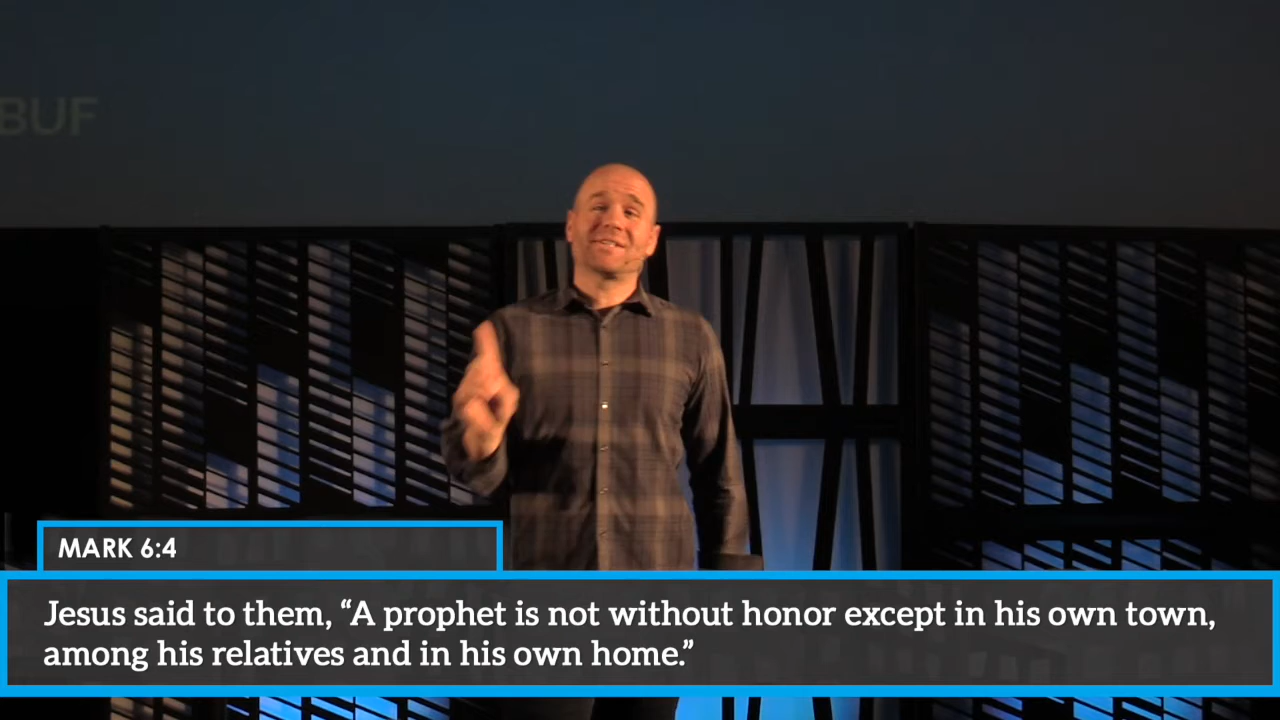 BUF
MARK 6:4
Jesus said to them, “A prophet is not without honor except in his own town,
among his relatives and in his own home.”